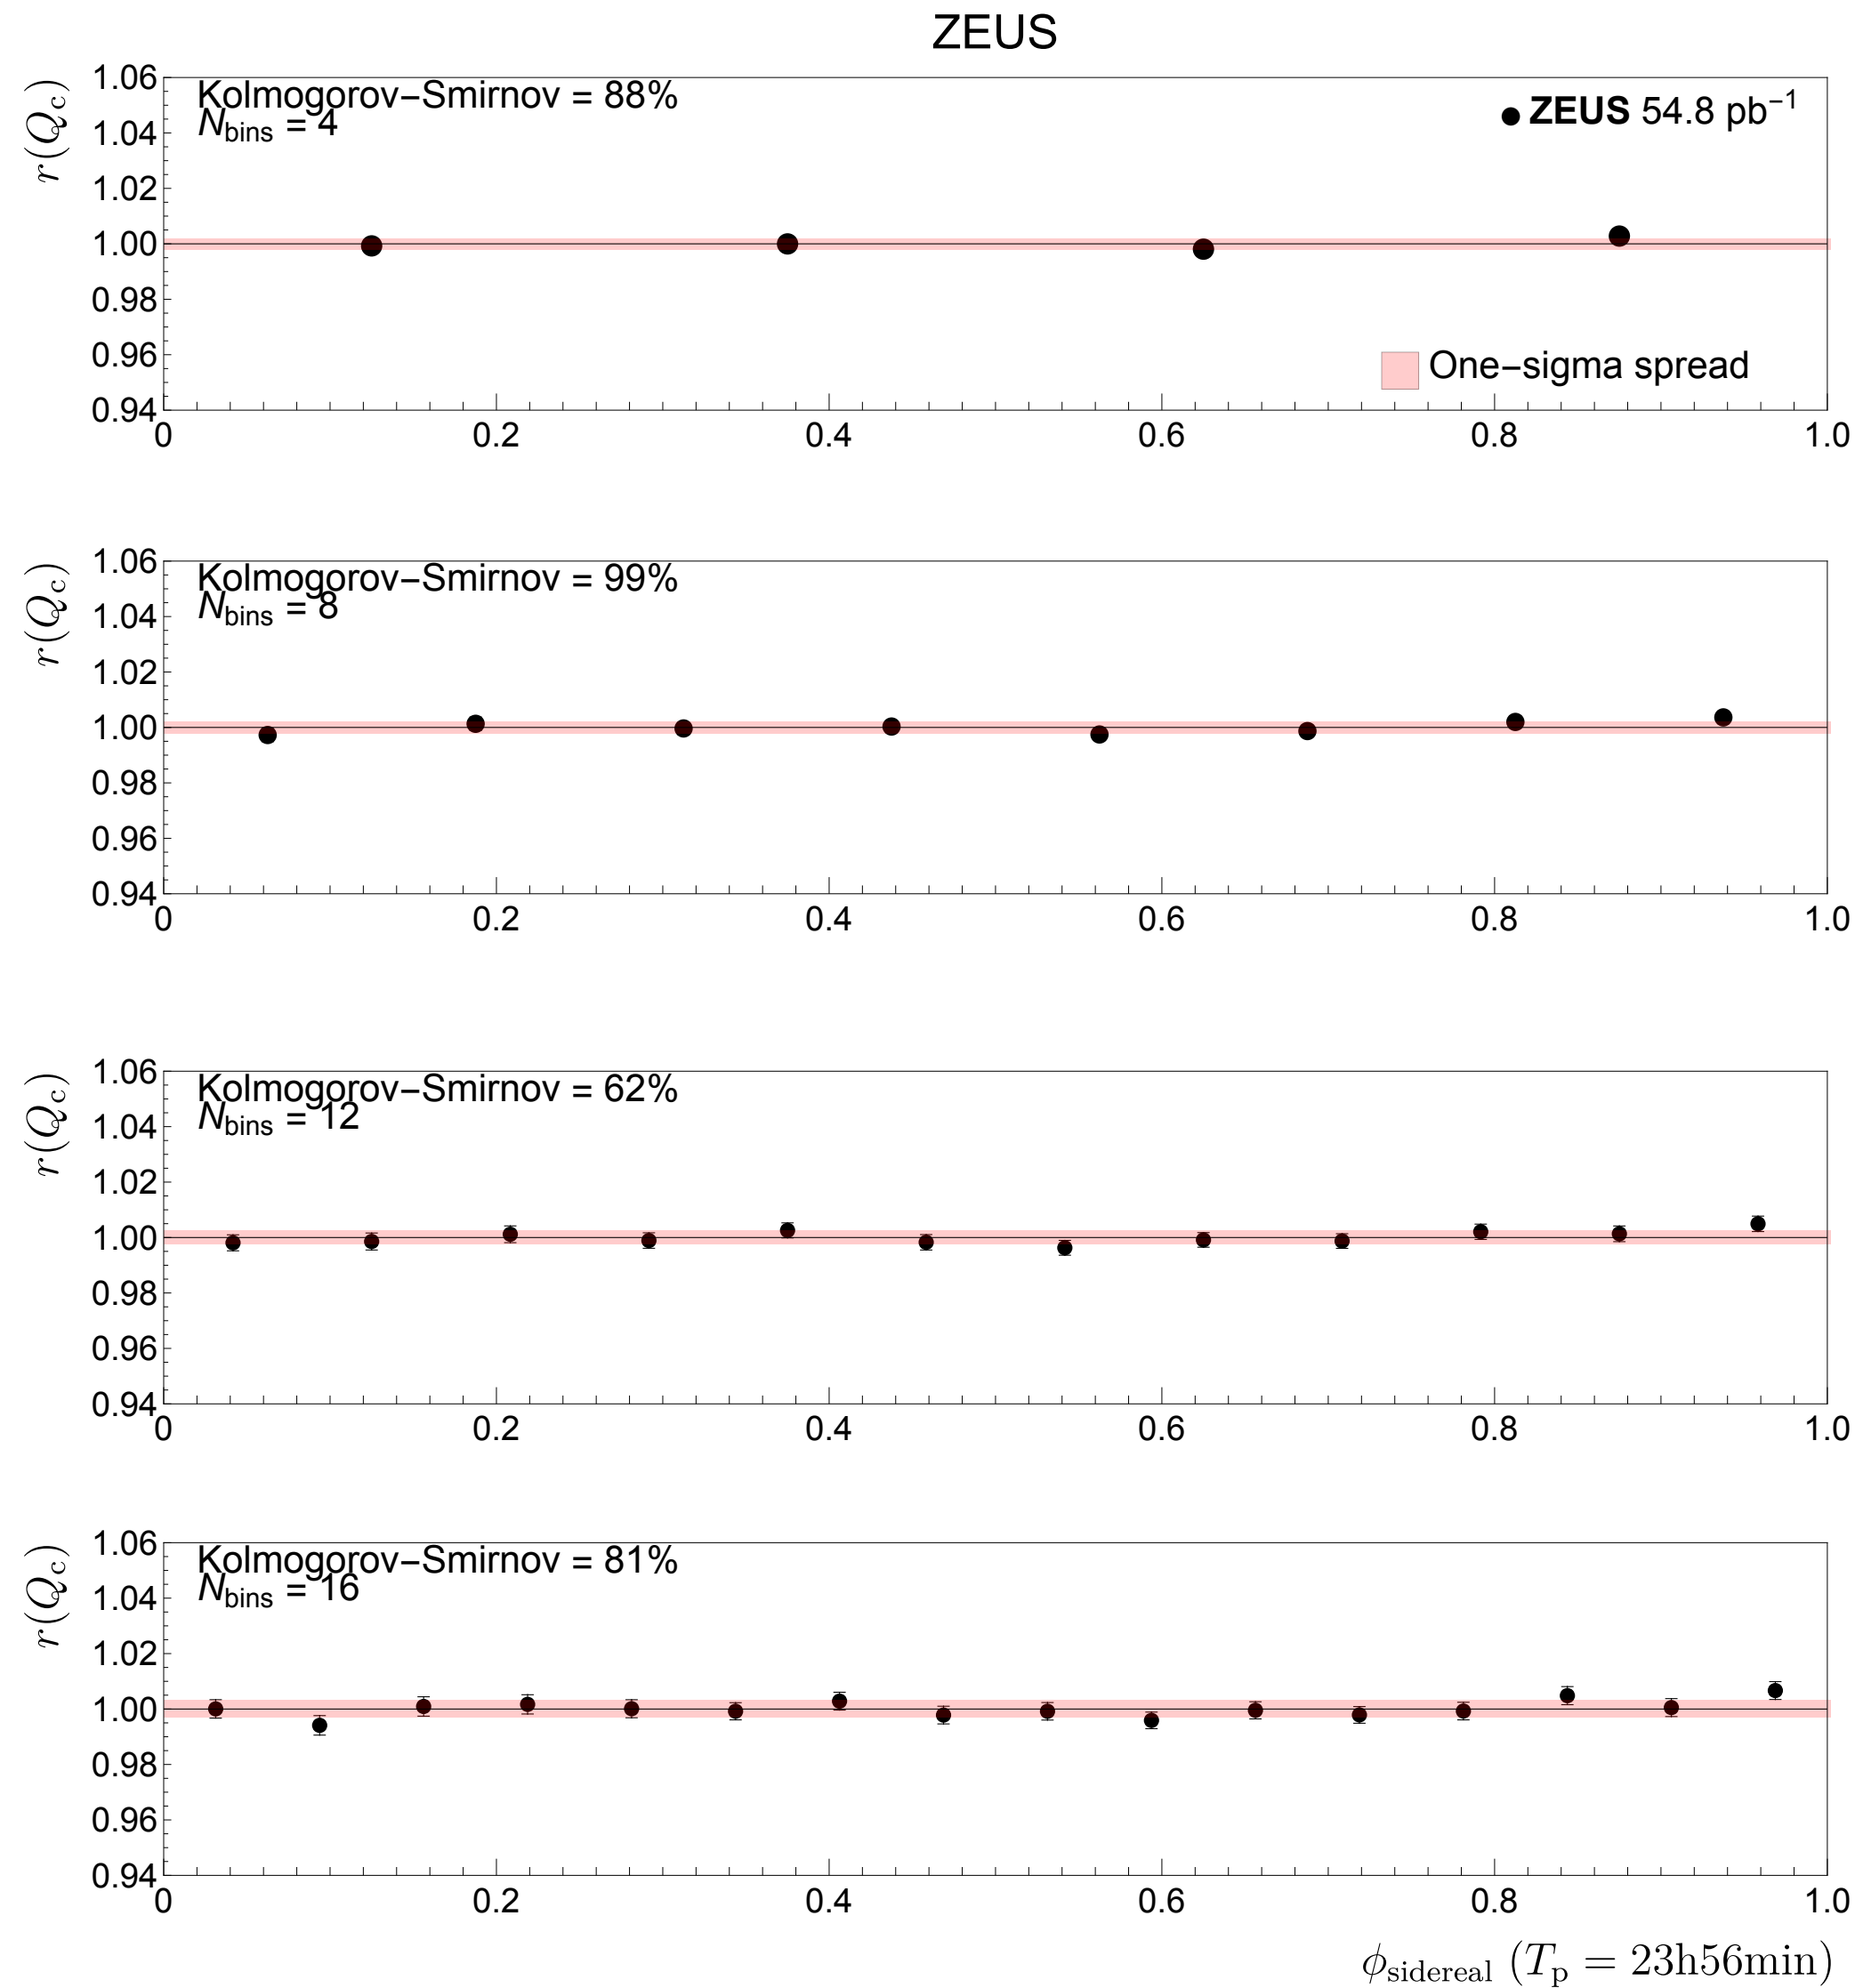 ZEUS
r(Q_c)
1.06
1.04
1.02
1.00
0.98
0.96
0.94
Kolmogorov−Smirnov = 88%
N_bins = 4
ZEUS 54.8 pb⁻¹
One−sigma spread
0 0.2 0.4 0.6 0.8 1.0
r(Q_c)
1.06
1.04
1.02
1.00
0.98
0.96
0.94
Kolmogorov−Smirnov = 99%
N_bins = 8
0 0.2 0.4 0.6 0.8 1.0
r(Q_c)
1.06
1.04
1.02
1.00
0.98
0.96
0.94
Kolmogorov−Smirnov = 62%
N_bins = 12
0 0.2 0.4 0.6 0.8 1.0
r(Q_c)
1.06
1.04
1.02
1.00
0.98
0.96
0.94
Kolmogorov−Smirnov = 81%
N_bins = 16
0 0.2 0.4 0.6 0.8 1.0
ϕ_sidereal (T_p = 23h56min)